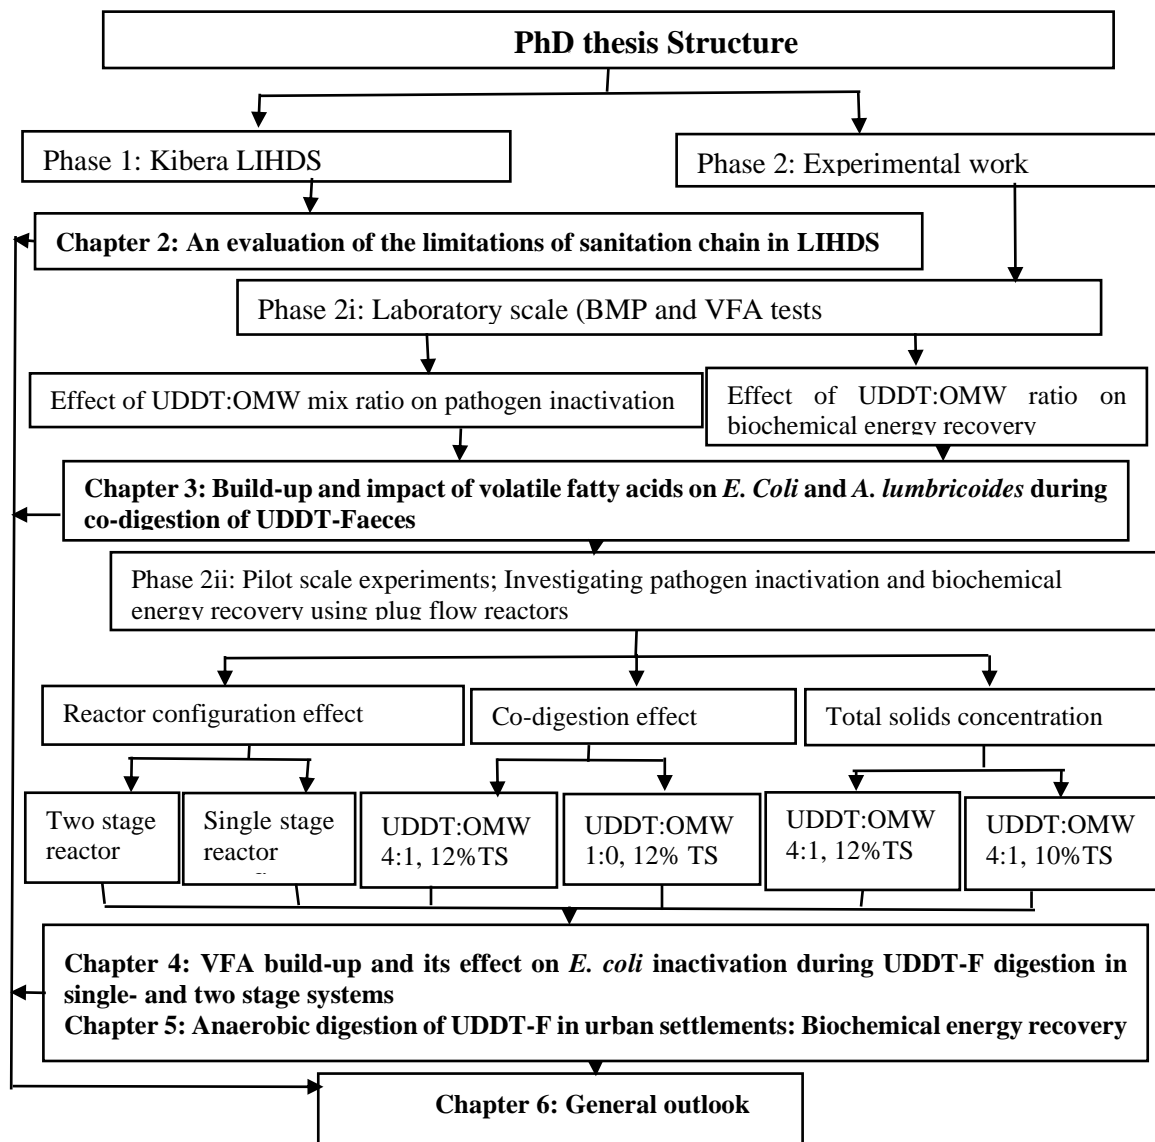 PhD thesis Structure
Phase 1: Kibera LIHDS
Phase 2: Experimental work
Chapter 2: An evaluation of the limitations of sanitation chain in LIHDS
Phase 2i: Laboratory scale (BMP and VFA tests
Effect of UDDT:OMW mix ratio on pathogen inactivation
Effect of UDDT:OMW ratio on
biochemical energy recovery
Chapter 3: Build-up and impact of volatile fatty acids on E. Coli and A. lumbricoides during
co-digestion of UDDT-Faeces
Phase 2ii: Pilot scale experiments; Investigating pathogen inactivation and biochemical
energy recovery using plug flow reactors
Reactor configuration effect
Co-digestion effect
Total solids concentration
Two stage
reactor
Single stage
reactor
UDDT:OMW
4:1, 12%TS
UDDT:OMW
1:0, 12% TS
UDDT:OMW
4:1, 12%TS
UDDT:OMW
4:1, 10%TS
Chapter 4: VFA build-up and its effect on E. coli inactivation during UDDT-F digestion in
single- and two stage systems
Chapter 5: Anaerobic digestion of UDDT-F in urban settlements: Biochemical energy recovery
Chapter 6: General outlook